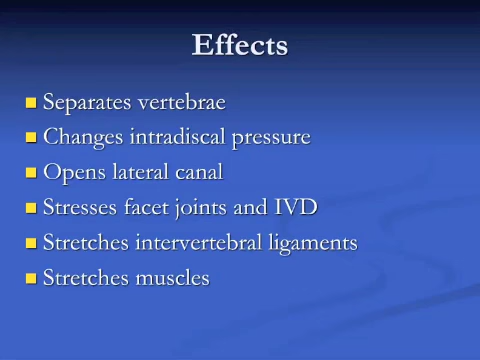 Effects
Separates vertebrae
Changes intradiscal pressure
Opens lateral canal
Stresses facet joints and IVD
Stretches intervertebral ligaments
Stretches muscles